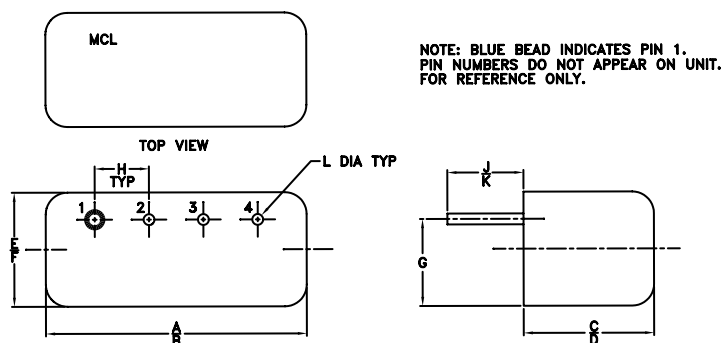 MCL
NOTE: BLUE BEAD INDICATES PIN 1.
PIN NUMBERS DO NOT APPEAR ON UNIT.
FOR REFERENCE ONLY.
TOP VIEW
H
TYP
L DIA TYP
J
K
1 2 3 4
E
F
G
A
B
C
D